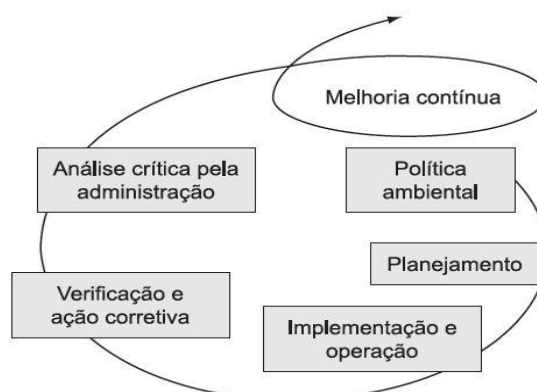 Melhoria contínua
Análise crítica pela
administração
Política
ambiental
Planejamento
Verificação e
ação corretiva
Implementação e
operação